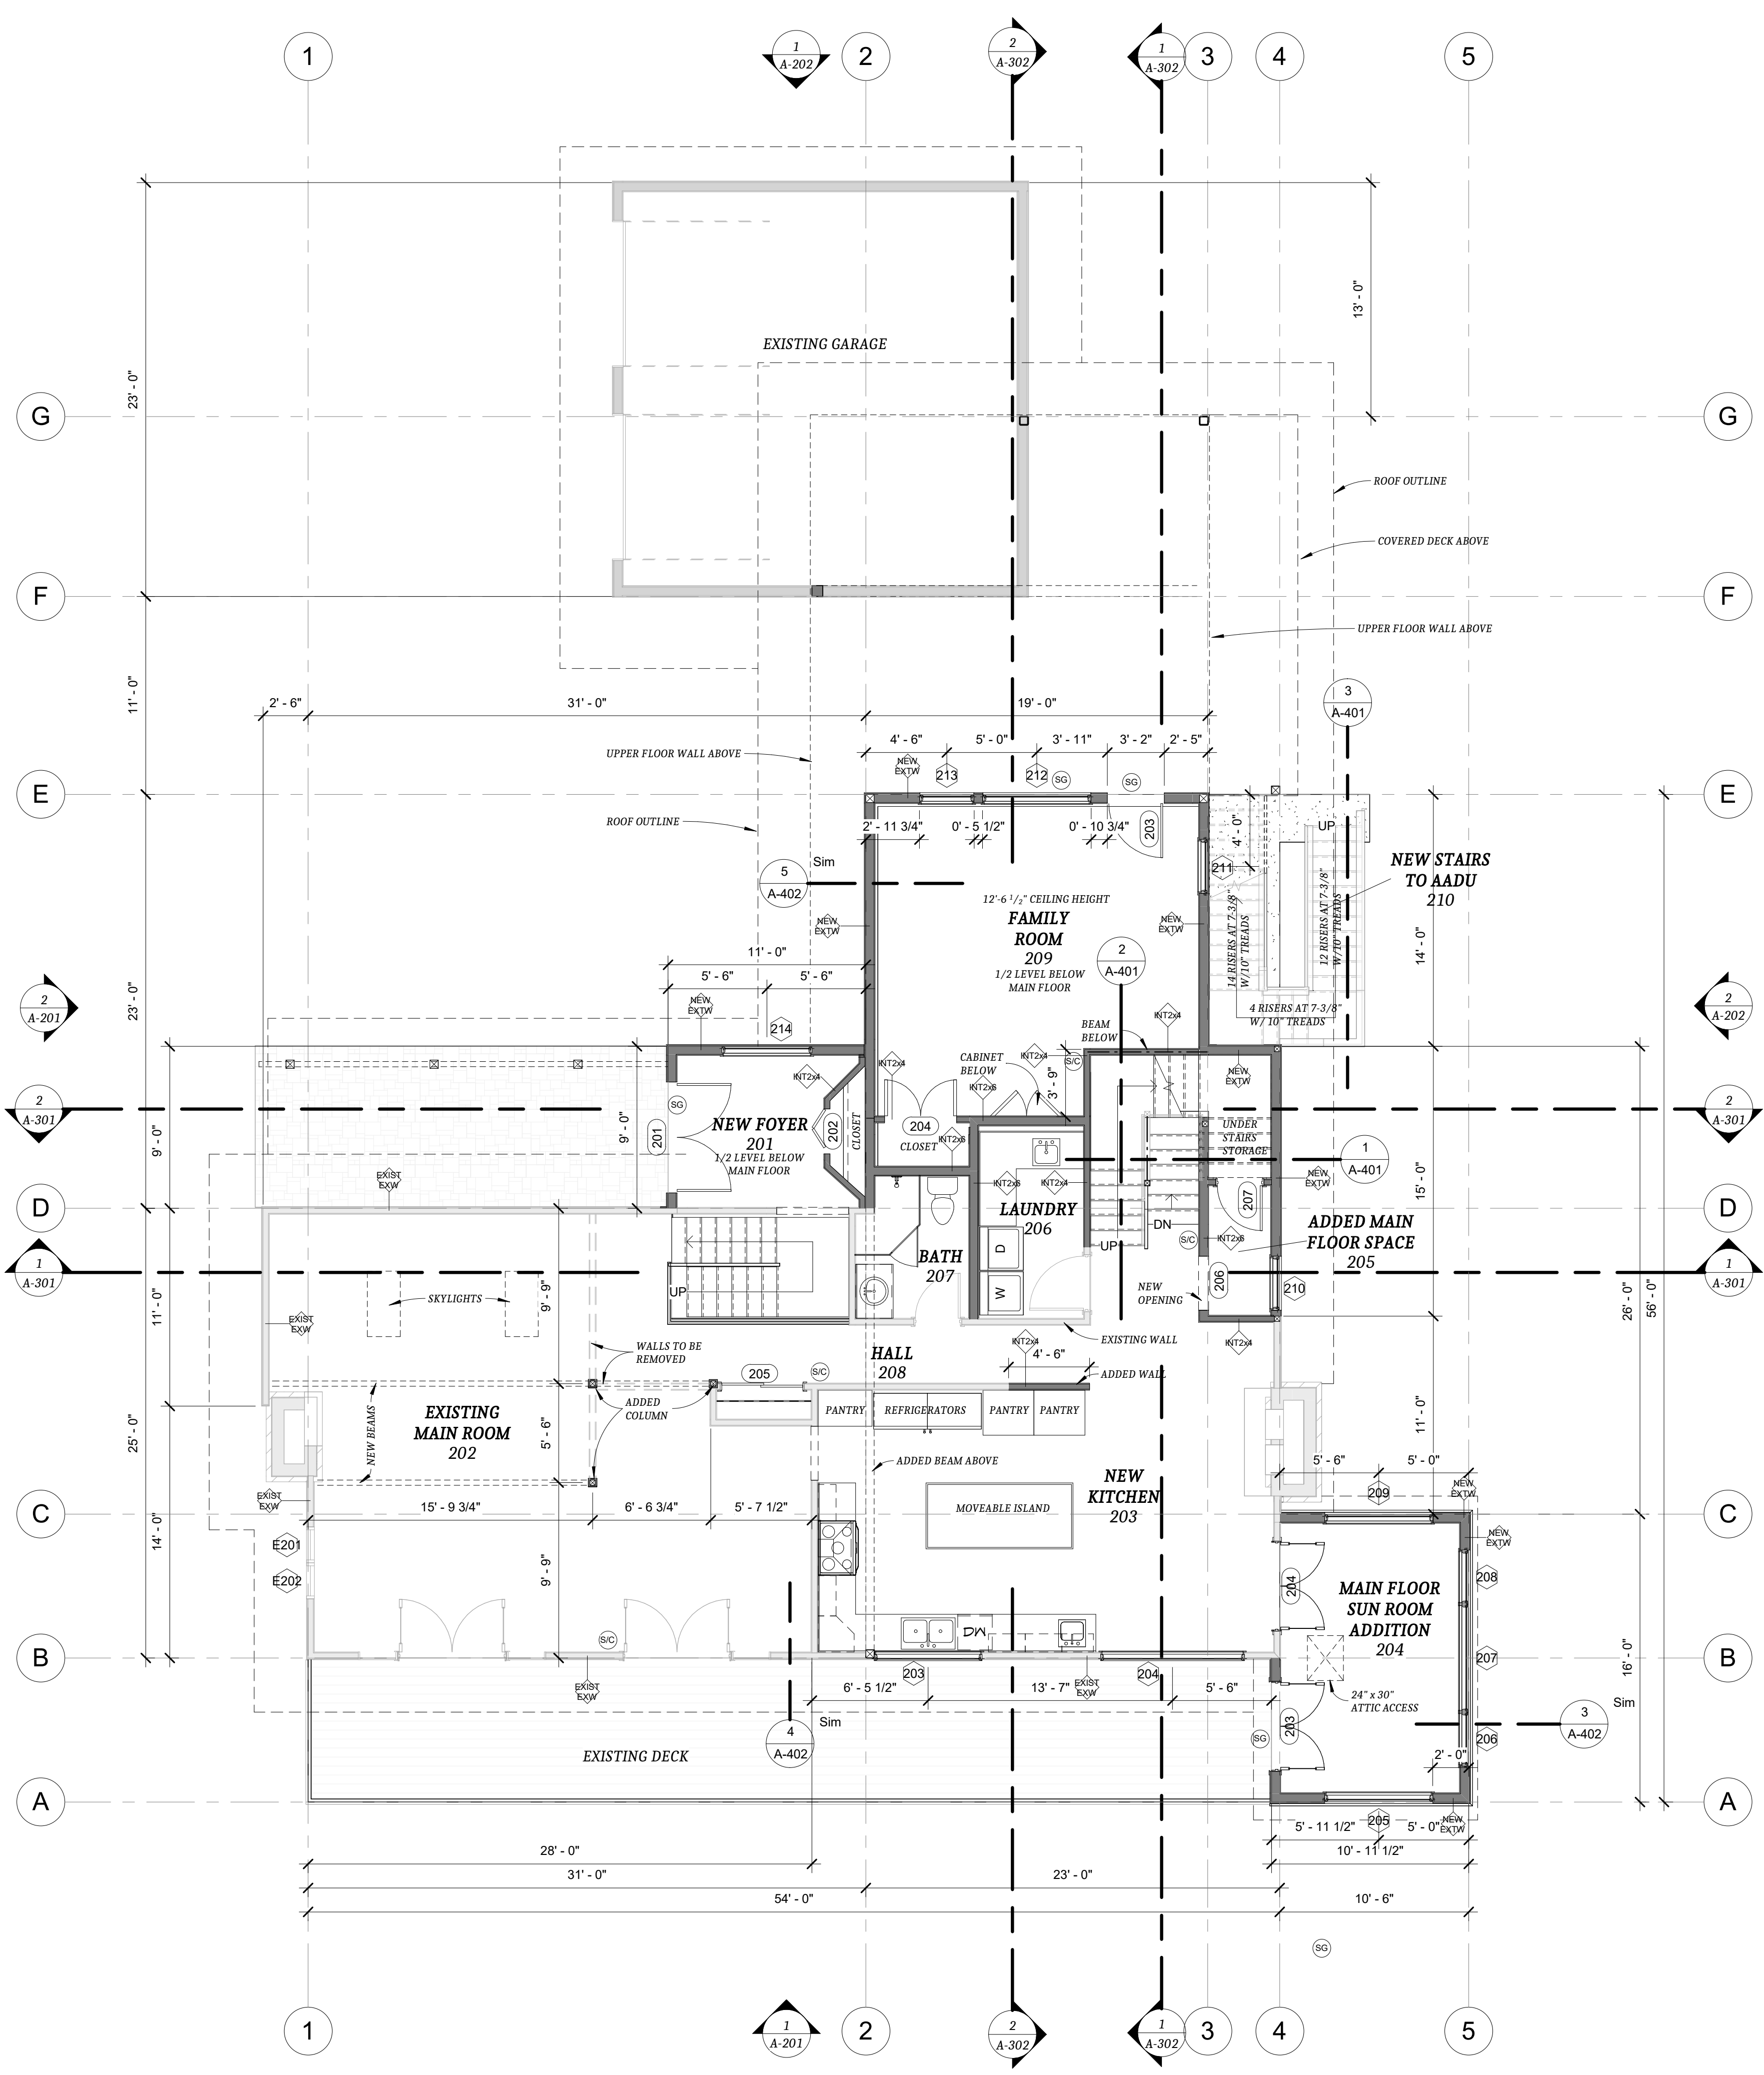 1
1
A-202
2
2
A-302
1
A-302
3
4
5
13' - 0"
EXISTING GARAGE
23' - 0"
G
G
ROOF OUTLINE
COVERED DECK ABOVE
F
F
UPPER FLOOR WALL ABOVE
11' - 0"
2' - 6"
31' - 0"
19' - 0"
3
A-401
4' - 6"
5' - 0"
3' - 11"
3' - 2"
2' - 5"
UPPER FLOOR WALL ABOVE
NEW
EXTW
213
212
SG
SG
E
E
ROOF OUTLINE
2' - 11 3/4"
0' - 5 1/2"
0' - 10 3/4"
203
4' - 0"
UP
Sim
5
A-402
211
NEW STAIRS
TO AADU
210
12'-6 1/2" CEILING HEIGHT
FAMILY
ROOM
209
1/2 LEVEL BELOW
MAIN FLOOR
NEW
EXTW
NEW
EXTW
14 RISERS AT 7-3/8"
W/10" TREADS
12 RISERS AT 7-3/8"
W/10" TREADS
14' - 0"
2
A-401
11' - 0"
5' - 6"
5' - 6"
23' - 0"
2
A-201
NEW
EXTW
214
4 RISERS AT 7-3/8"
W/ 10" TREADS
2
A-202
BEAM
BELOW
INT2x4
INT2x4
CABINET
BELOW
INT2x4
S/C
INT2x4
INT2x6
3' - 9"
NEW
EXTW
2
A-301
2
A-301
SG
9' - 0"
9' - 0"
201
NEW FOYER
201
1/2 LEVEL BELOW
MAIN FLOOR
202
CLOSET
204
CLOSET
INT2x6
UNDER
STAIRS
STORAGE
1
A-401
EXIST
EXW
INT2x6
INT2x4
NEW
EXTW
15' - 0"
D
D
LAUNDRY
206
207
DN
UP
S/C
INT2x6
ADDED MAIN
FLOOR SPACE
205
BATH
207
D
W
1
A-301
1
A-301
SKYLIGHTS
UP
9' - 9"
11' - 0"
EXIST
EXW
NEW
OPENING
206
210
26' - 0"
56' - 0"
EXISTING WALL
WALLS TO BE
REMOVED
HALL
208
INT2x4
4' - 6"
INT2x4
205
S/C
ADDED WALL
ADDED
COLUMN
PANTRY
REFRIGERATORS
PANTRY
PANTRY
EXISTING
MAIN ROOM
202
NEW BEAMS
5' - 6"
25' - 0"
11' - 0"
ADDED BEAM ABOVE
5' - 6"
5' - 0"
NEW
KITCHEN
203
MOVEABLE ISLAND
209
NEW
EXTW
EXIST
EXW
15' - 9 3/4"
6' - 6 3/4"
5' - 7 1/2"
C
C
14' - 0"
NEW
EXTW
E201
E202
9' - 9"
204
208
MAIN FLOOR
SUN ROOM
ADDITION
204
S/C
B
B
DW
203
204
207
16' - 0"
EXIST
EXW
6' - 5 1/2"
13' - 7"
EXIST
EXW
5' - 6"
24" x 30"
ATTIC ACCESS
Sim
4
A-402
Sim
3
A-402
203
SG
206
EXISTING DECK
2' - 0"
A
A
205
NEW
EXTW
5' - 11 1/2"
5' - 0"
28' - 0"
10' - 11 1/2"
31' - 0"
23' - 0"
54' - 0"
10' - 6"
SG
1
1
A-201
2
2
A-302
1
A-302
3
4
5